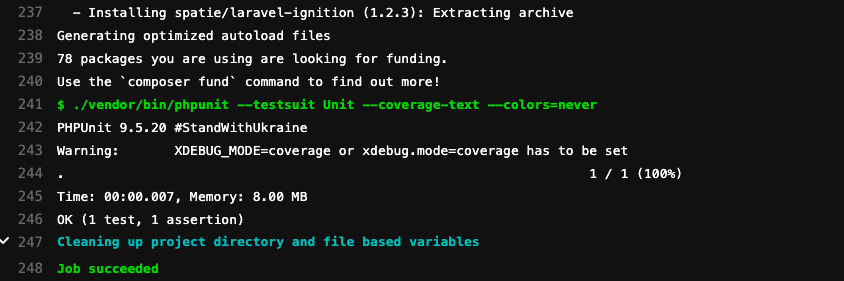 237 - Installing spatie/laravel-ignition (1.2.3): Extracting archive
238 Generating optimized autoload files
239 78 packages you are using are looking for funding.
240 Use the `composer fund` command to find out more!
241 $ ./vendor/bin/phpunit --testsuit Unit --coverage-text --colors=never
242 PHPUnit 9.5.20 #StandWithUkraine
243 Warning:       XDEBUG_MODE=coverage or xdebug.mode=coverage has to be set
244 .                                                                   1 / 1 (100%)
245 Time: 00:00.007, Memory: 8.00 MB
246 OK (1 test, 1 assertion)
247 Cleaning up project directory and file based variables
248 Job succeeded